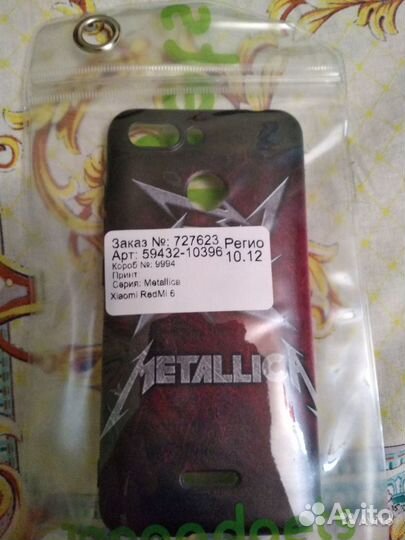 Заказ №: 727623 Регио
Арт: 59432-10396 10.12
Короб №: 9994
Принт
Серия: Metallica
Xiaomi RedMi 6
METALLICA
Avito